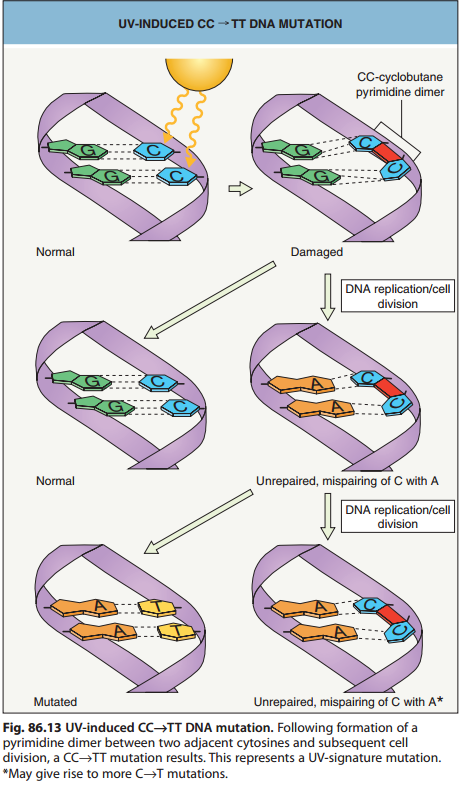 UV-INDUCED CC → TT DNA MUTATION
CC-cyclobutane
pyrimidine dimer
G C
G C
G C
G C
Normal
Damaged
DNA replication/cell
division
G C
G C
A C
A C
Normal
Unrepaired, mispairing of C with A
DNA replication/cell
division
A T
A T
A C
A C
Mutated
Unrepaired, mispairing of C with A*
Fig. 86.13 UV-induced CC→TT DNA mutation. Following formation of a
pyrimidine dimer between two adjacent cytosines and subsequent cell
division, a CC→TT mutation results. This represents a UV-signature mutation.
*May give rise to more C→T mutations.